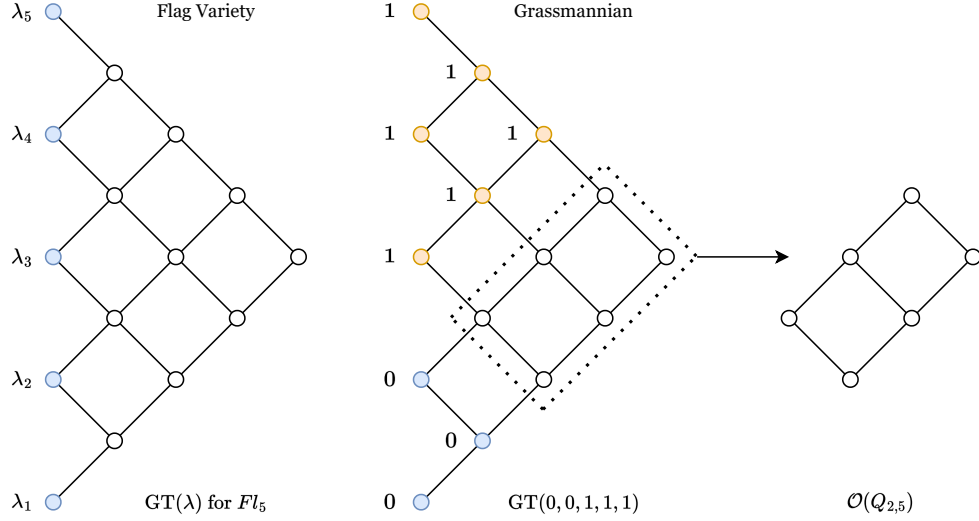 Flag Variety
λ₅
λ₄
λ₃
λ₂
λ₁
GT(λ) for Fl₅
Grassmannian
1
1
1
1
1
1
0
0
0
GT(0, 0, 1, 1, 1)
𝒪(Q₂,₅)